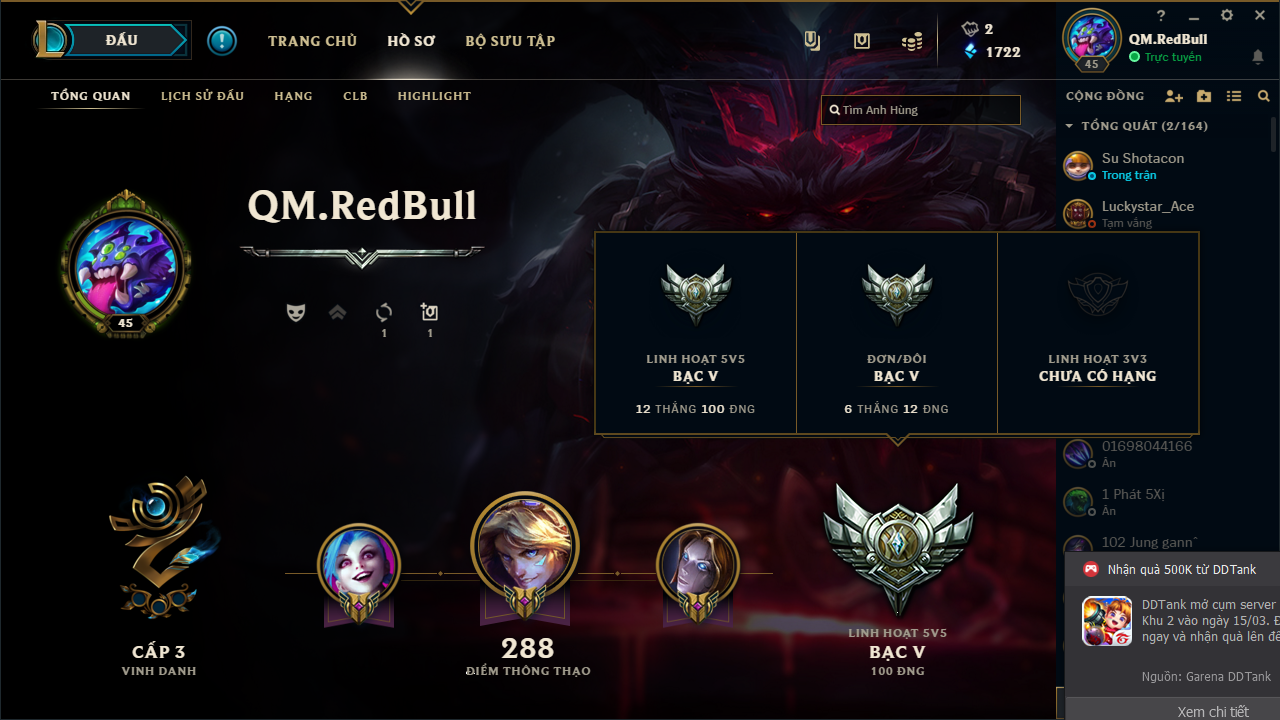 ĐẤU
TRANG CHỦ
HỒ SƠ
BỘ SƯU TẬP
2
1722
QM.RedBull
Trực tuyến
45
TỔNG QUAN
LỊCH SỬ ĐẤU
HẠNG
CLB
HIGHLIGHT
Tìm Anh Hùng
CỘNG ĐỒNG
TỔNG QUÁT (2/164)
Su Shotacon
Trong trận
Luckystar_Ace
Tạm vắng
QM.RedBull
45
1
1
LINH HOẠT 5V5
BẠC V
12 THẮNG 100 ĐNG
ĐƠN/ĐÔI
BẠC V
6 THẮNG 12 ĐNG
LINH HOẠT 3V3
CHƯA CÓ HẠNG
01698044166
Ẩn
1 Phát 5Xị
Ẩn
102 Jung gannˆ
Nhận quà 500K từ DDTank
DDTank mở cụm server
Khu 2 vào ngày 15/03. Đ
ngay và nhận quà lên đế
Nguồn: Garena DDTank
Xem chi tiết
CẤP 3
VINH DANH
288
ĐIỂM THÔNG THẠO
LINH HOẠT 5V5
BẠC V
100 ĐNG